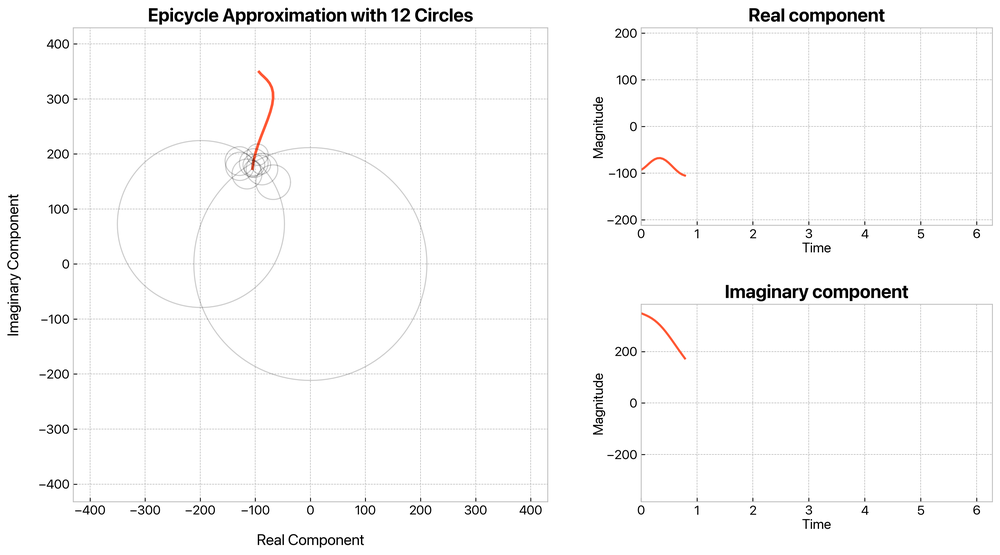 Epicycle Approximation with 12 Circles
Imaginary Component
400
300
200
100
0
−100
−200
−300
−400
−400 −300 −200 −100 0 100 200 300 400
Real Component
Real component
Magnitude
200
100
0
−100
−200
0 1 2 3 4 5 6
Time
Imaginary component
Magnitude
200
0
−200
0 1 2 3 4 5 6
Time